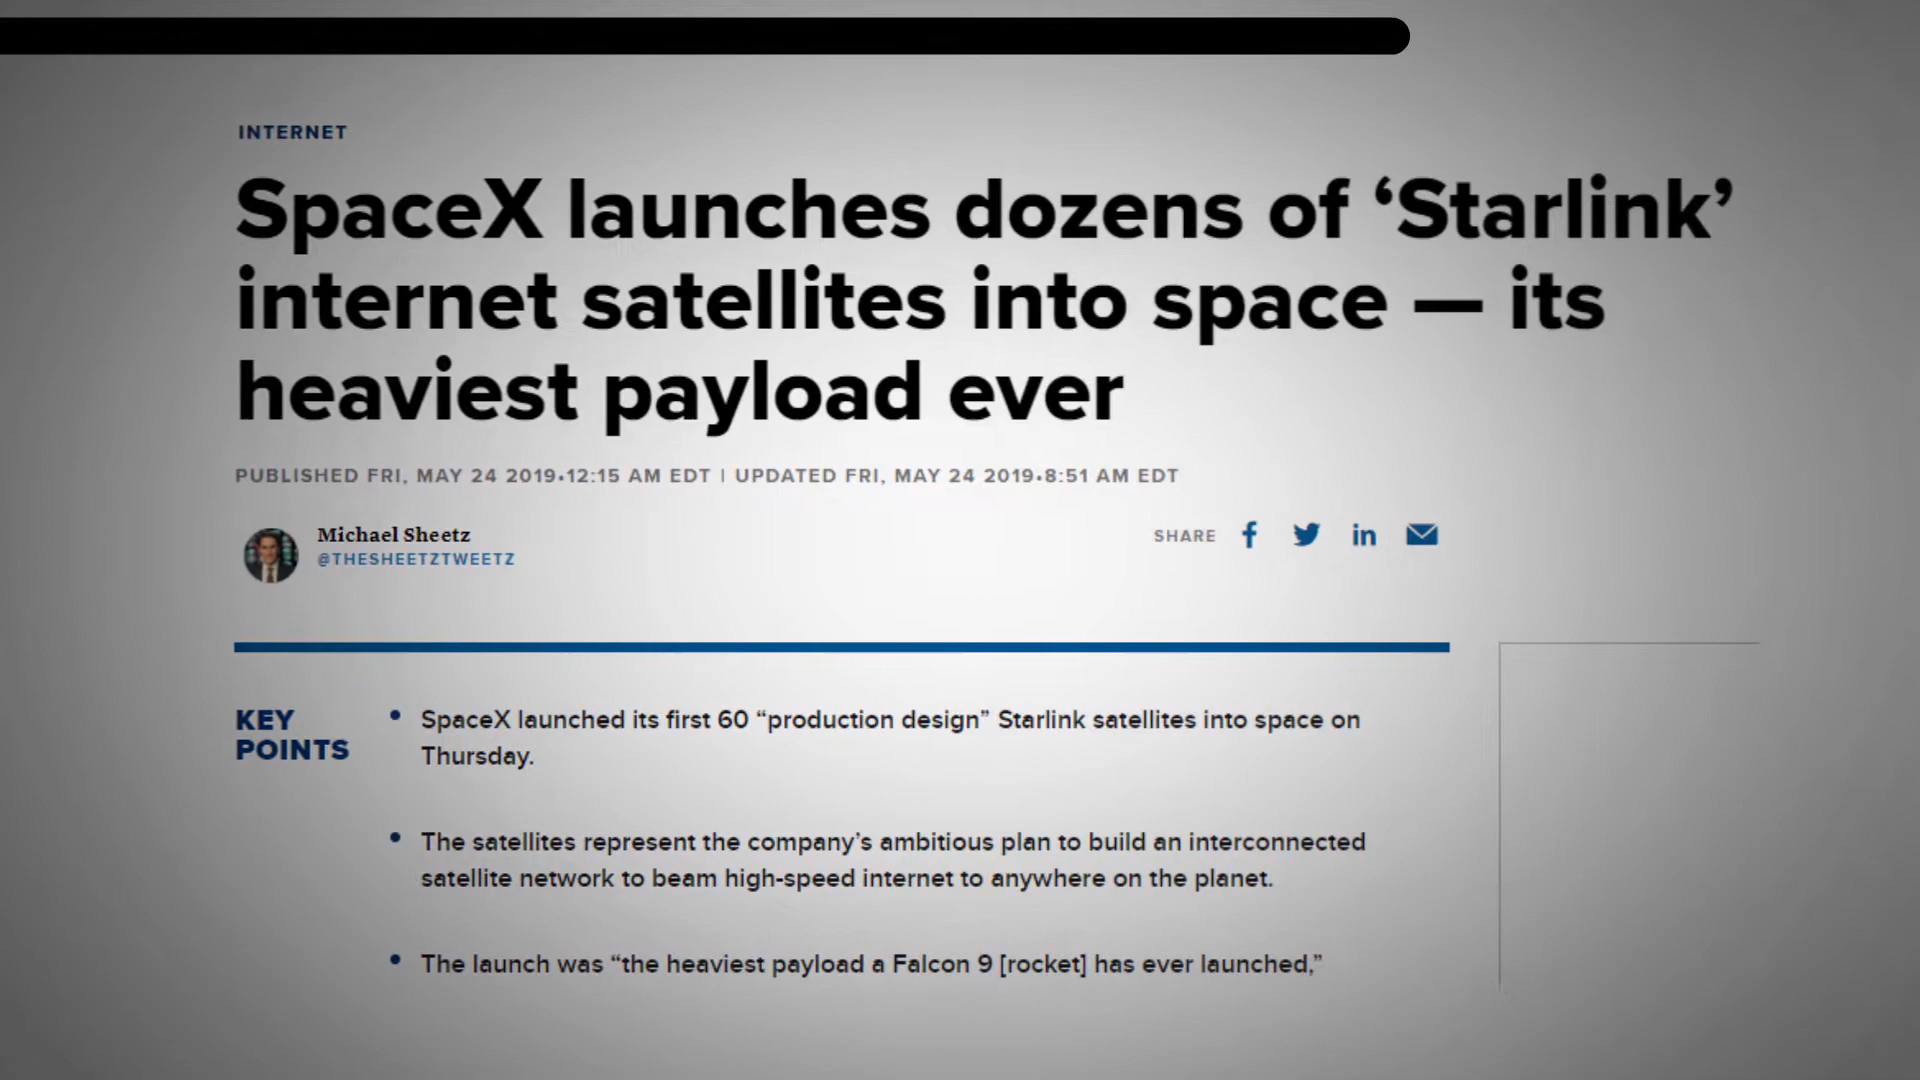 INTERNET
SpaceX launches dozens of ‘Starlink’
internet satellites into space — its
heaviest payload ever
PUBLISHED FRI, MAY 24 2019•12:15 AM EDT | UPDATED FRI, MAY 24 2019•8:51 AM EDT
Michael Sheetz
@THESHEETZTWEETZ
SHARE
KEY
POINTS
• SpaceX launched its first 60 “production design” Starlink satellites into space on
Thursday.
• The satellites represent the company’s ambitious plan to build an interconnected
satellite network to beam high-speed internet to anywhere on the planet.
• The launch was “the heaviest payload a Falcon 9 [rocket] has ever launched,”